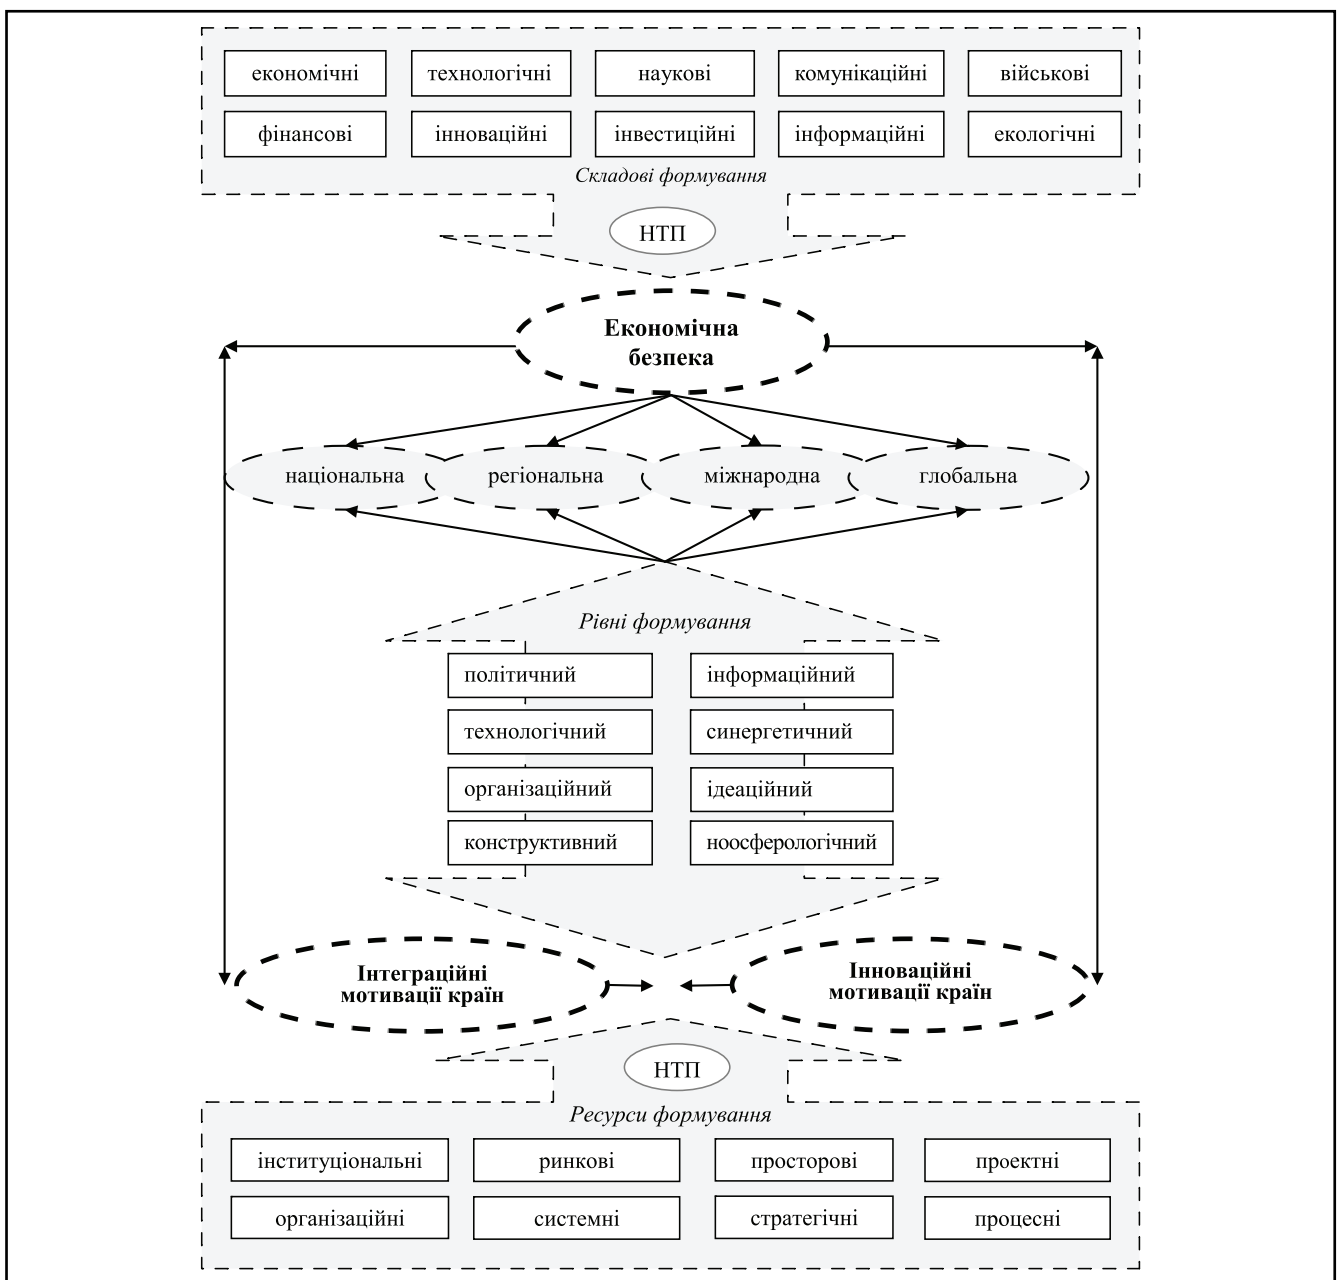 економічні технологічні наукові комунікаційні військові
фінансові інноваційні інвестиційні інформаційні екологічні
Складові формування
НТП
Економічна
безпека
національна регіональна міжнародна глобальна
Рівні формування
політичний інформаційний
технологічний синергетичний
організаційний ідеаційний
конструктивний ноосферологічний
Інтеграційні
мотивації країн
Інноваційні
мотивації країн
НТП
Ресурси формування
інституціональні ринкові просторові проектні
організаційні системні стратегічні процесні